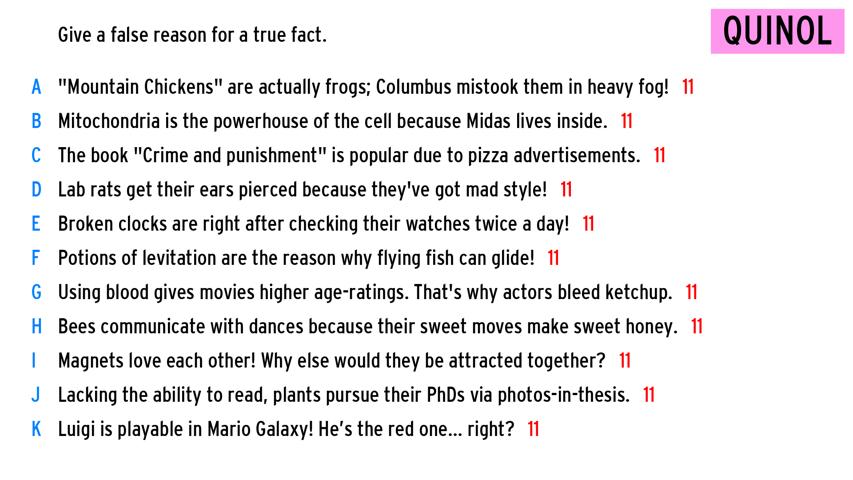 Give a false reason for a true fact.
QUINOL
A "Mountain Chickens" are actually frogs; Columbus mistook them in heavy fog! 11
B Mitochondria is the powerhouse of the cell because Midas lives inside. 11
C The book "Crime and punishment" is popular due to pizza advertisements. 11
D Lab rats get their ears pierced because they've got mad style! 11
E Broken clocks are right after checking their watches twice a day! 11
F Potions of levitation are the reason why flying fish can glide! 11
G Using blood gives movies higher age-ratings. That's why actors bleed ketchup. 11
H Bees communicate with dances because their sweet moves make sweet honey. 11
I Magnets love each other! Why else would they be attracted together? 11
J Lacking the ability to read, plants pursue their PhDs via photos-in-thesis. 11
K Luigi is playable in Mario Galaxy! He’s the red one... right? 11